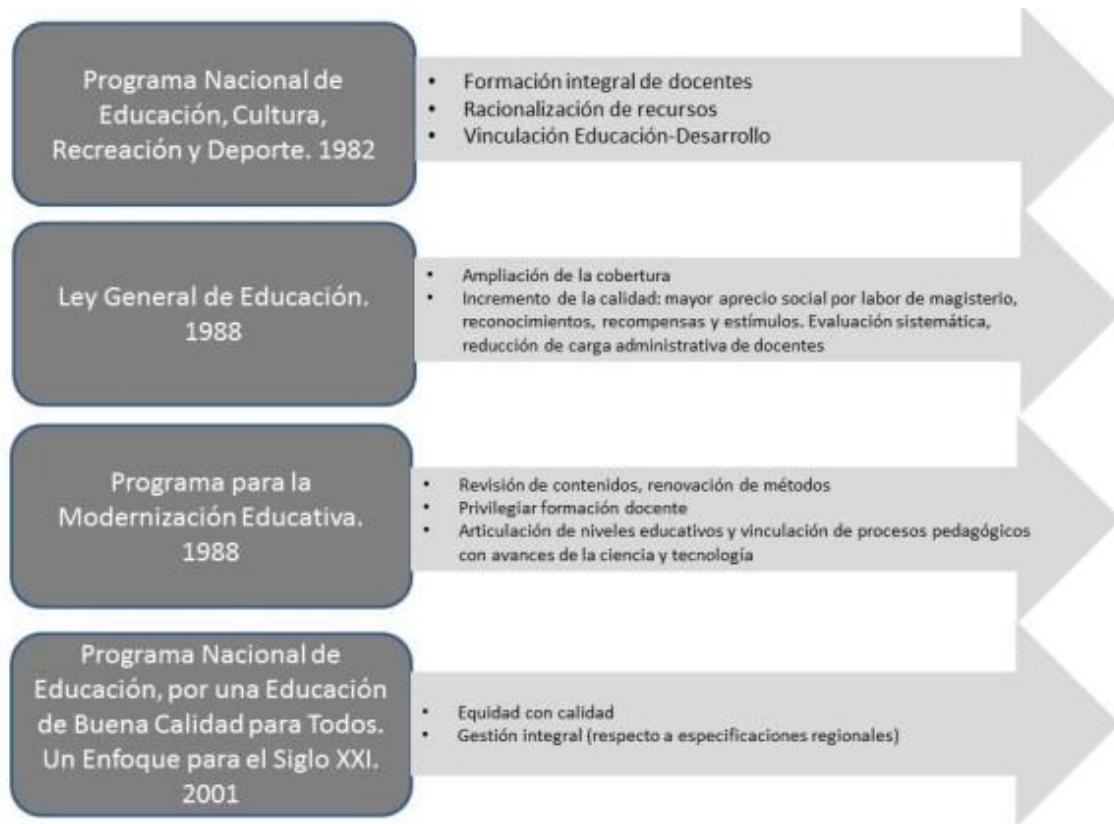 Programa Nacional de
Educación, Cultura,
Recreación y Deporte. 1982
• Formación integral de docentes
• Racionalización de recursos
• Vinculación Educación-Desarrollo
Ley General de Educación.
1988
• Ampliación de la cobertura
• Incremento de la calidad: mayor aprecio social por labor de magisterio,
reconocimientos, recompensas y estímulos. Evaluación sistemática,
reducción de carga administrativa de docentes
Programa para la
Modernización Educativa.
1988
• Revisión de contenidos, renovación de métodos
• Privilegiar formación docente
• Articulación de niveles educativos y vinculación de procesos pedagógicos
con avances de la ciencia y tecnología
Programa Nacional de
Educación, por una Educación
de Buena Calidad para Todos.
Un Enfoque para el Siglo XXI.
2001
• Equidad con calidad
• Gestión integral (respecto a especificaciones regionales)